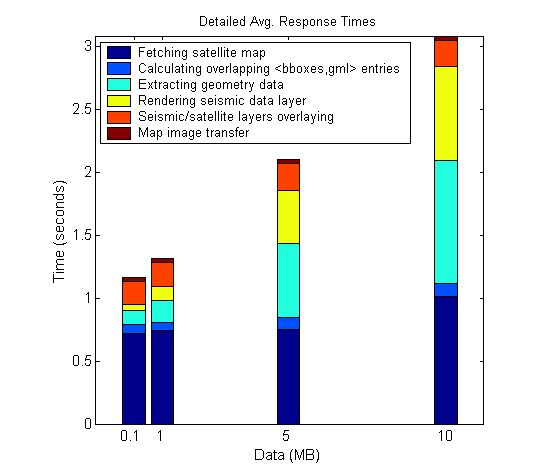 Detailed Avg. Response Times
3
2.5
2
1.5
1
0.5
0
Time (seconds)
Fetching satellite map
Calculating overlapping <bboxes,gml> entries
Extracting geometry data
Rendering seismic data layer
Seismic/satellite layers overlaying
Map image transfer
0.1 1 5 10
Data (MB)